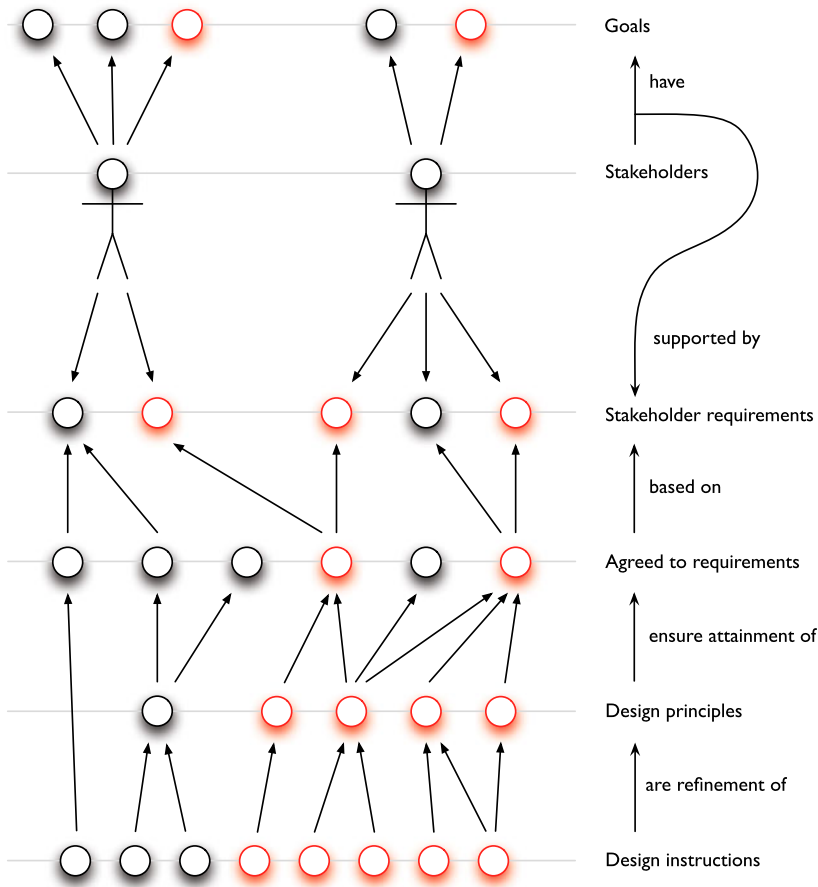 Goals
have
Stakeholders
supported by
Stakeholder requirements
based on
Agreed to requirements
ensure attainment of
Design principles
are refinement of
Design instructions